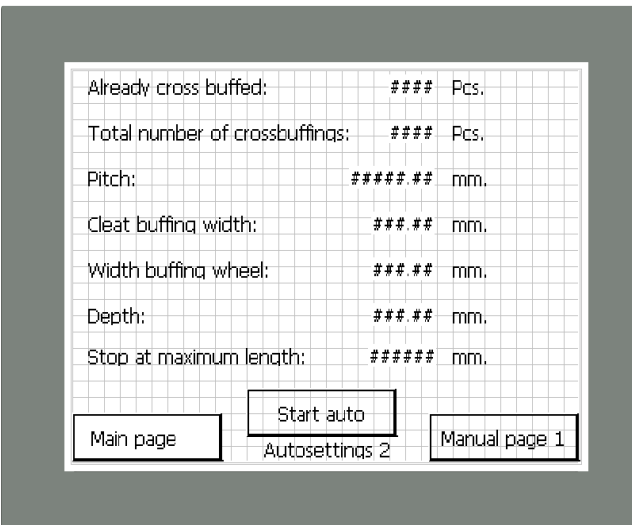 Already cross buffed: #### Pcs.
Total number of crossbuffings: #### Pcs.
Pitch: #####.## mm.
Cleat buffing width: ###.## mm.
Width buffing wheel: ###.## mm.
Depth: ###.## mm.
Stop at maximum length: ###### mm.
Start auto
Main page
Autosettings 2
Manual page 1